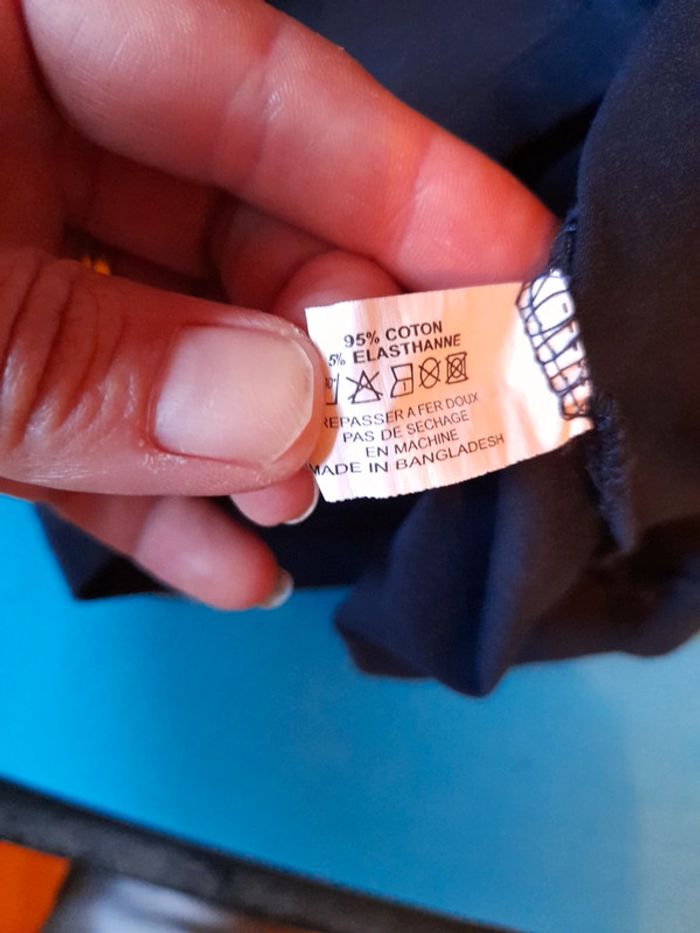 95% COTON
5% ELASTHANNE
REPASSER A FER DOUX
PAS DE SECHAGE
EN MACHINE
MADE IN BANGLADESH